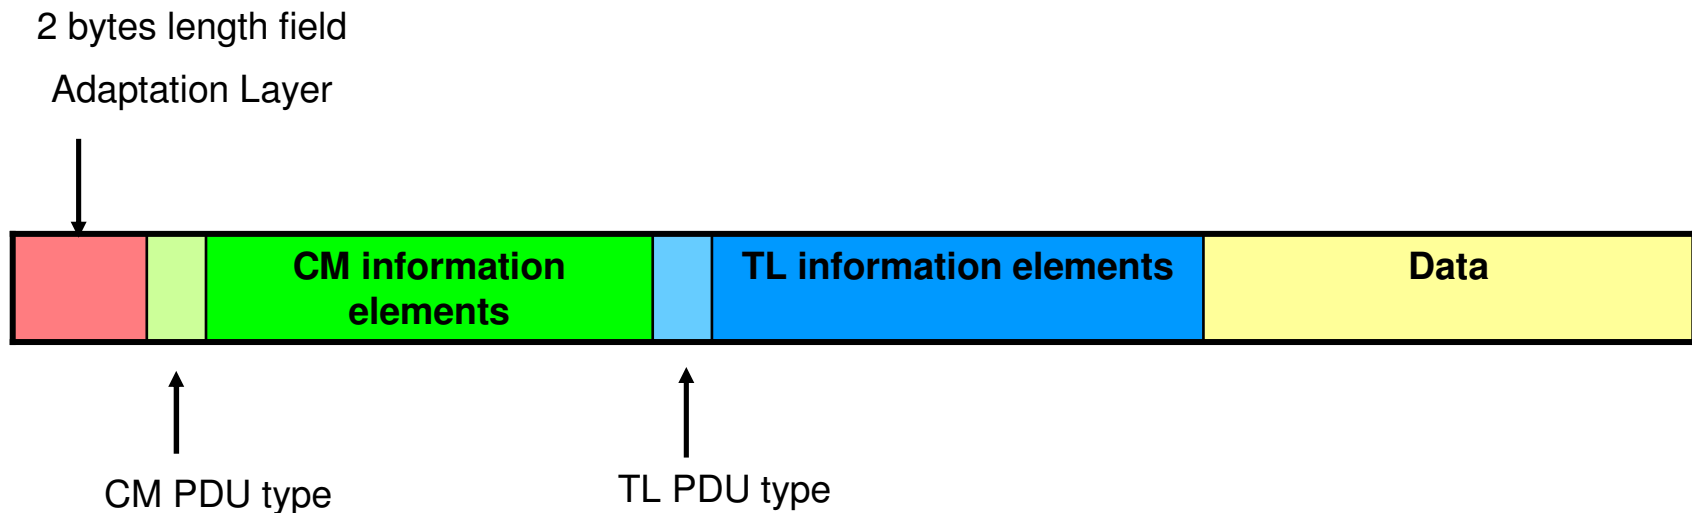 2 bytes length field
Adaptation Layer
CM information
elements
TL information elements
Data
CM PDU type
TL PDU type